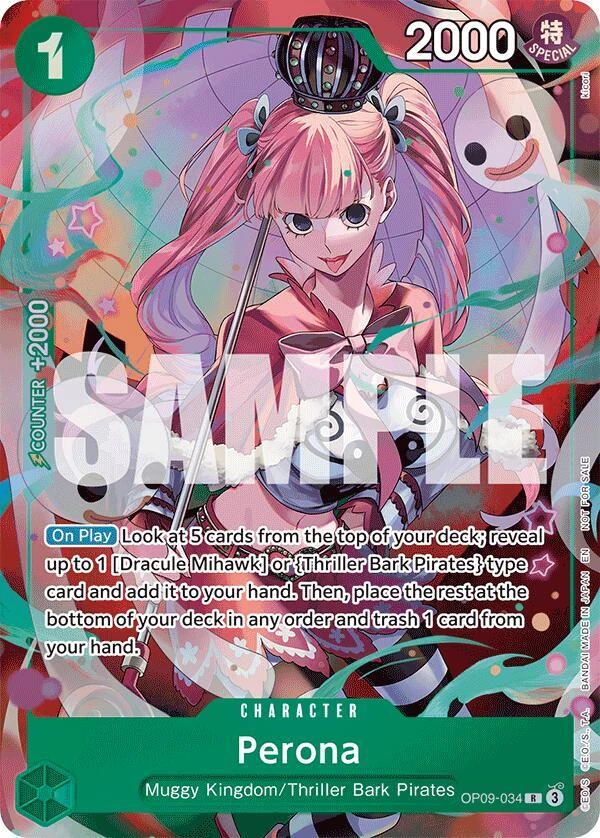 1
2000
特
SPECIAL
kicori
COUNTER +2000
SAMPLE
On Play Look at 5 cards from the top of your deck; reveal
up to 1 [Dracule Mihawk] or {Thriller Bark Pirates} type
card and add it to your hand. Then, place the rest at the
bottom of your deck in any order and trash 1 card from
your hand.
CHARACTER
Perona
Muggy Kingdom/Thriller Bark Pirates
OP09-034 R 3
©E.O./S., T.A. BANDAI MADE IN JAPAN EN NOT FOR SALE